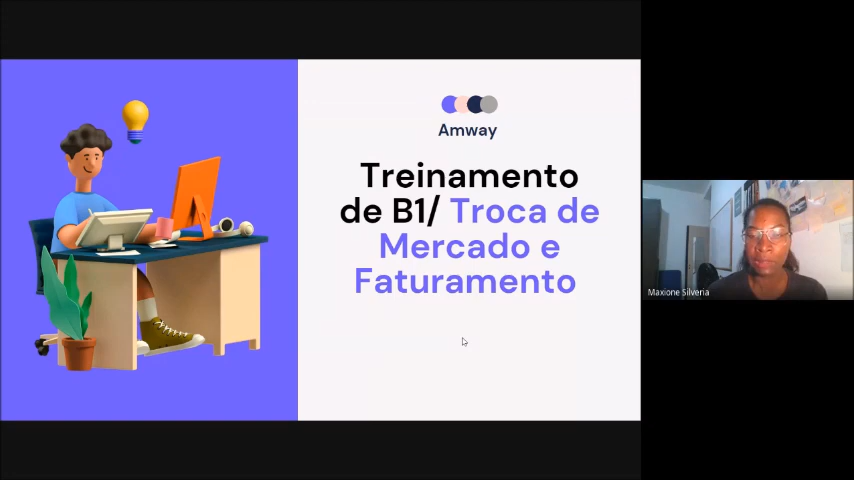 Amway
Treinamento
de B1/ Troca de
Mercado e
Faturamento
Maxione Silveria